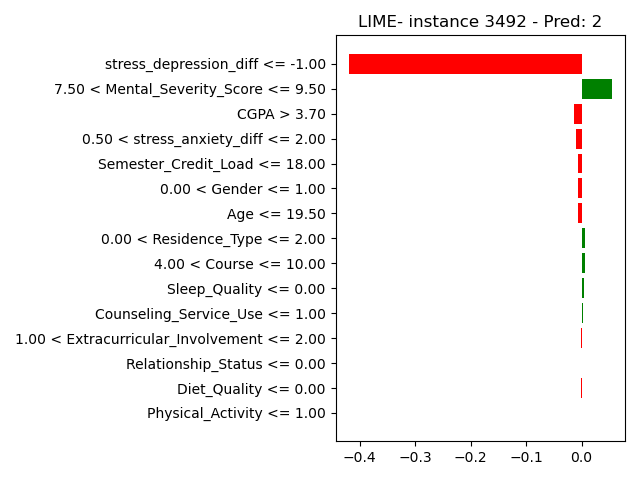 LIME- instance 3492 - Pred: 2
stress_depression_diff <= -1.00
7.50 < Mental_Severity_Score <= 9.50
CGPA > 3.70
0.50 < stress_anxiety_diff <= 2.00
Semester_Credit_Load <= 18.00
0.00 < Gender <= 1.00
Age <= 19.50
0.00 < Residence_Type <= 2.00
4.00 < Course <= 10.00
Sleep_Quality <= 0.00
Counseling_Service_Use <= 1.00
1.00 < Extracurricular_Involvement <= 2.00
Relationship_Status <= 0.00
Diet_Quality <= 0.00
Physical_Activity <= 1.00
−0.4 −0.3 −0.2 −0.1 0.0